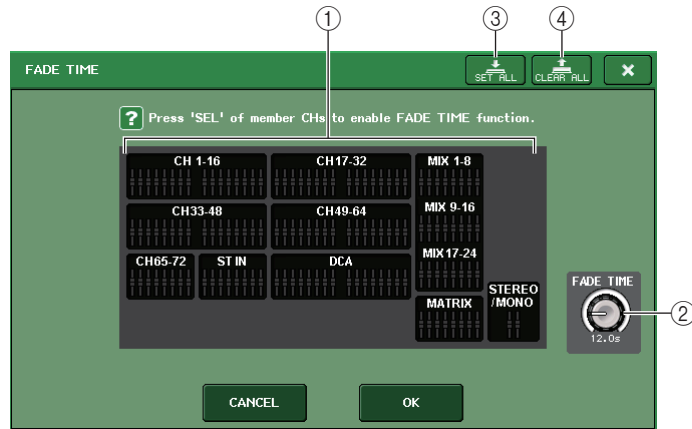 ①
③
④
FADE TIME
SET ALL
CLEAR ALL
×
? Press 'SEL' of member CHs to enable FADE TIME function.
CH 1-16
CH17-32
MIX 1-8
CH33-48
CH49-64
MIX 9-16
CH65-72
ST IN
DCA
MIX17-24
MATRIX
STEREO
/MONO
FADE TIME
②
12.0s
CANCEL
OK